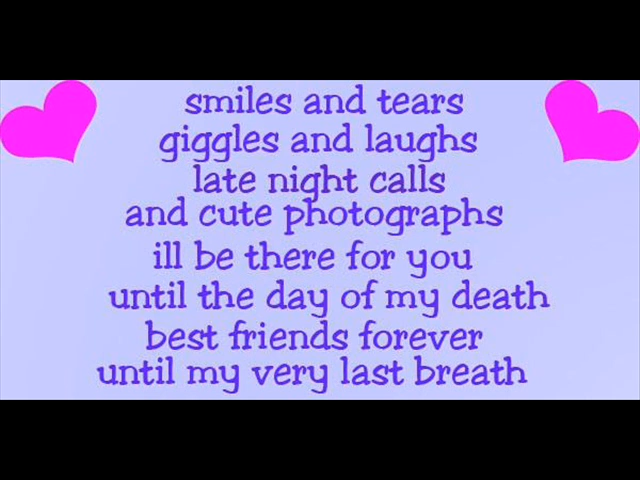 smiles and tears
giggles and laughs
late night calls
and cute photographs
ill be there for you
until the day of my death
best friends forever
until my very last breath